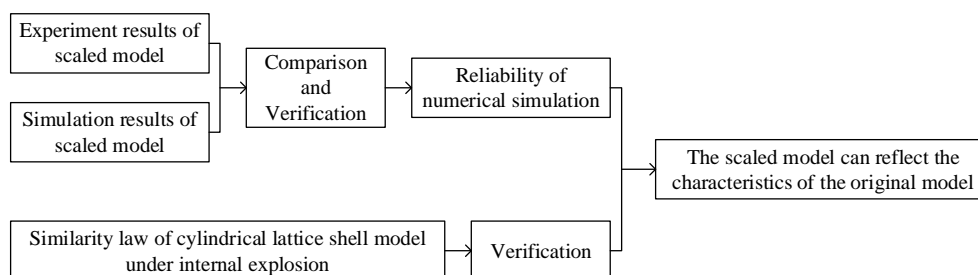 Experiment results of
scaled model
Simulation results of
scaled model
Comparison
and
Verification
Reliability of
numerical simulation
Similarity law of cylindrical lattice shell model
under internal explosion
Verification
The scaled model can reflect the
characteristics of the original model